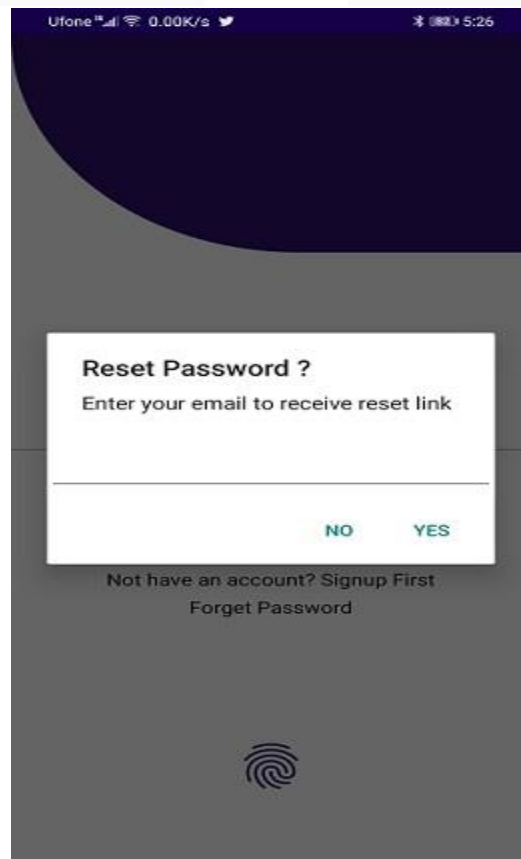 Ufone 0.00K/s 82 5:26
Reset Password ?
Enter your email to receive reset link
NO YES
Not have an account? Signup First
Forget Password